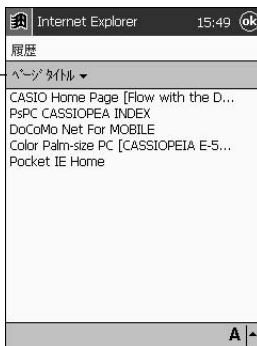 Internet Explorer 15:49 ok
履歴
ページタイトル ▾
CASIO Home Page [Flow with the D...
PsPC CASSIOPEA INDEX
DoCoMo Net For MOBILE
Color Palm-size PC [CASSIOPEIA E-5...
Pocket IE Home
A